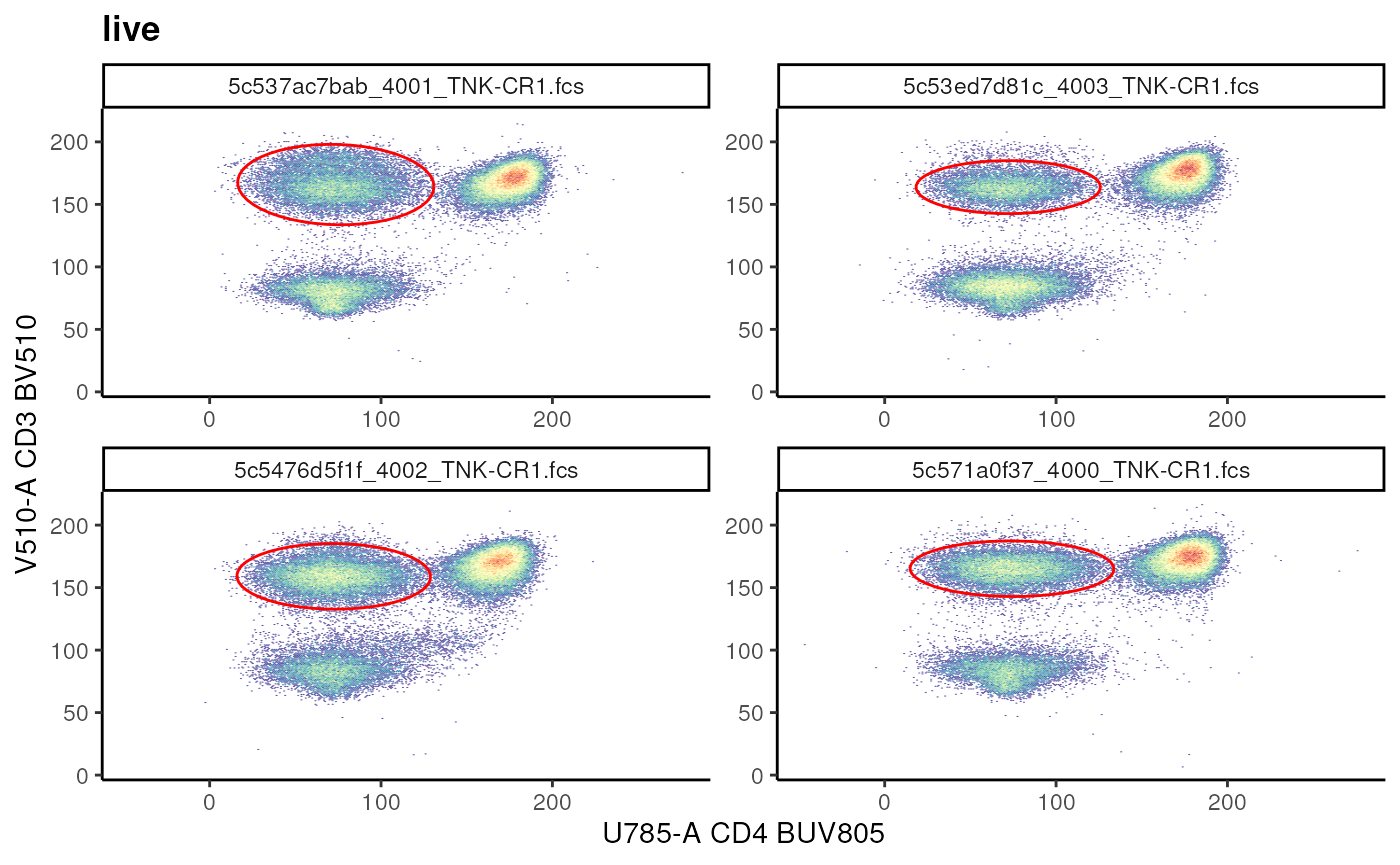 live
5c537ac7bab_4001_TNK-CR1.fcs
5c53ed7d81c_4003_TNK-CR1.fcs
200
150
100
50
0
0 100 200
200
150
100
50
0
0 100 200
5c5476d5f1f_4002_TNK-CR1.fcs
5c571a0f37_4000_TNK-CR1.fcs
200
150
100
50
0
0 100 200
200
150
100
50
0
0 100 200
V510-A CD3 BV510
U785-A CD4 BUV805